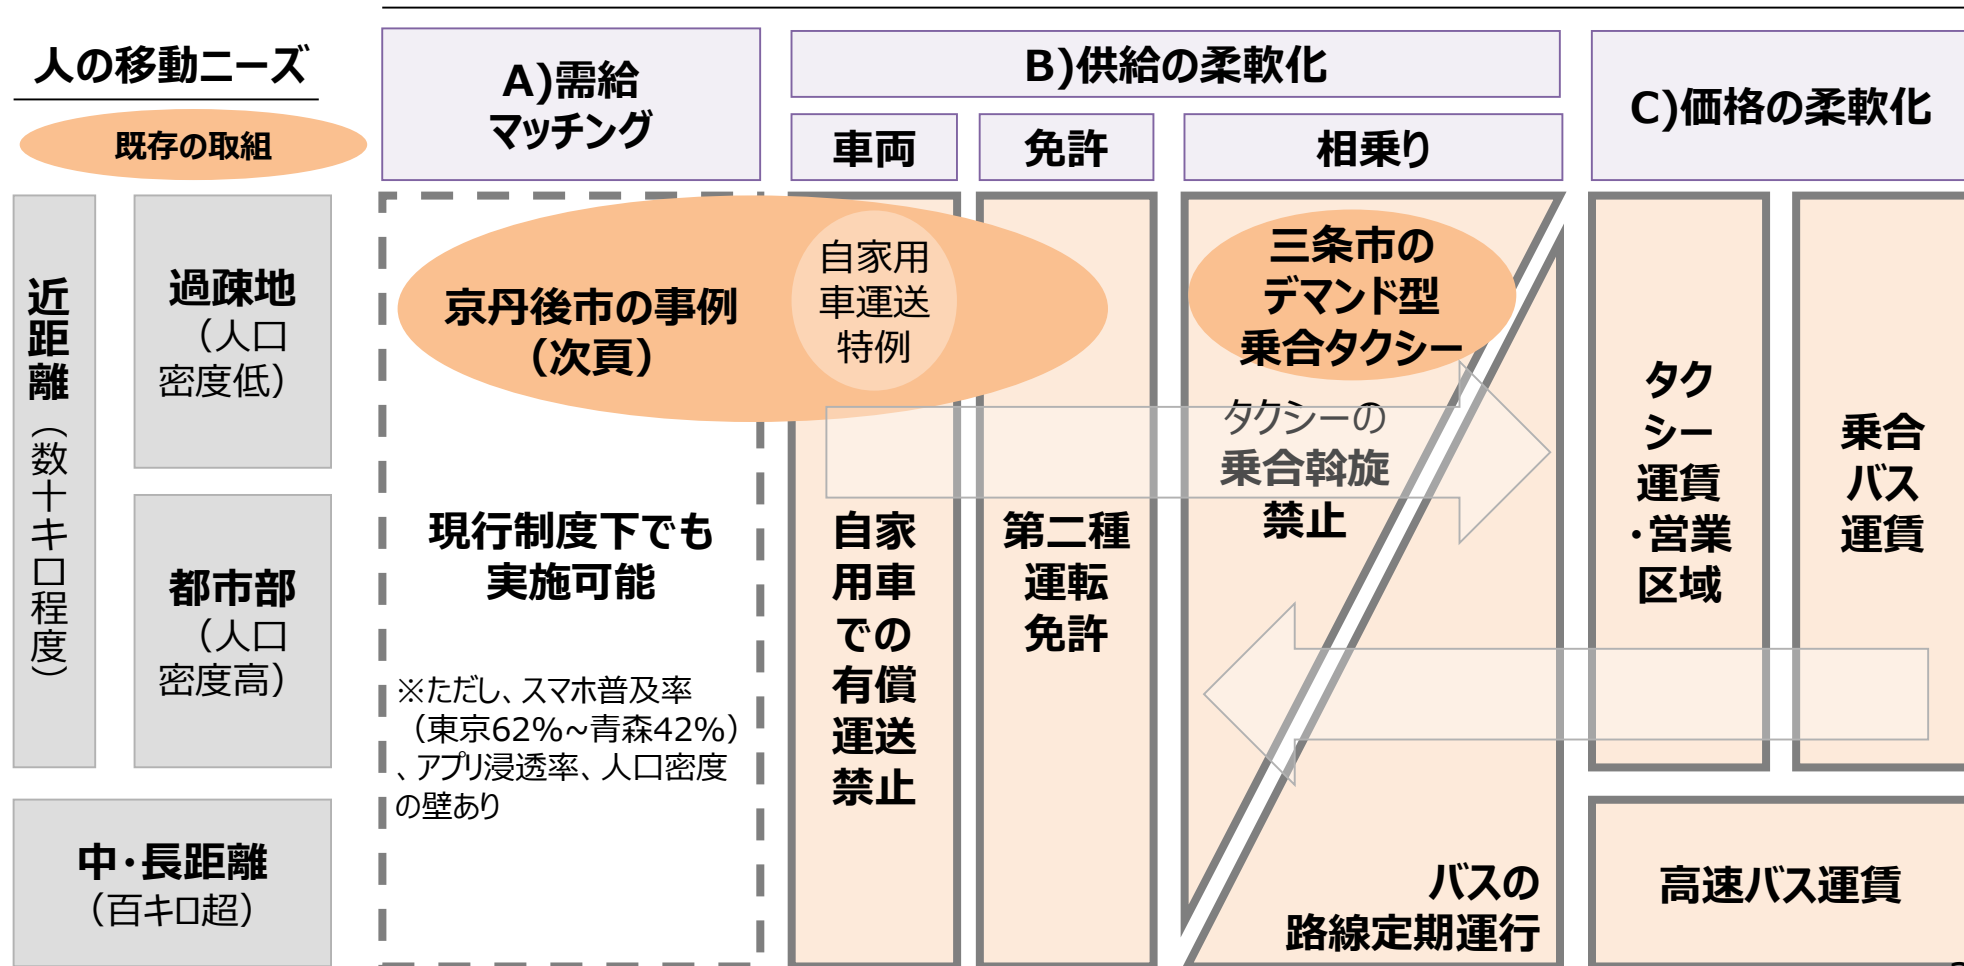 人の移動ニーズ
既存の取組
A)需給
マッチング
B)供給の柔軟化
車両
免許
相乗り
C)価格の柔軟化
近距離（数十キロ程度）
過疎地
（人口
密度低）
都市部
（人口
密度高）
中・長距離
（百キロ超）
京丹後市の事例
（次頁）
自家用
車運送
特例
現行制度下でも
実施可能
※ただし、スマホ普及率
（東京62%~青森42%）
、アプリ浸透率、人口密度
の壁あり
自家
用車
での
有償
運送
禁止
第二種
運転
免許
三条市の
デマンド型
乗合タクシー
タクシーの
乗合斡旋
禁止
バスの
路線定期運行
タク
シー
運賃
・営業
区域
乗合
バス
運賃
高速バス運賃